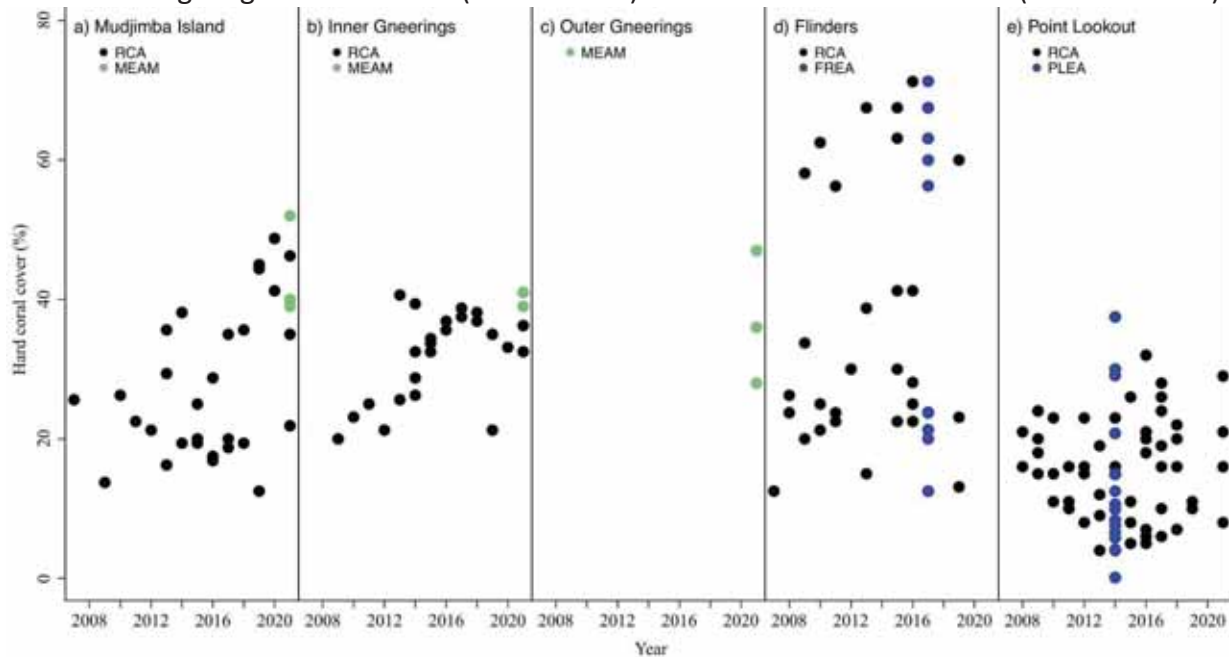 80
60
40
20
0
Hard coral cover (%)
a) Mudjimba Island
RCA
MEAM
b) Inner Gneerings
RCA
MEAM
c) Outer Gneerings
MEAM
d) Flinders
RCA
FREA
e) Point Lookout
RCA
PLEA
2008 2012 2016 2020
2008 2012 2016 2020
2008 2012 2016 2020
2008 2012 2016 2020
2008 2012 2016 2020
Year